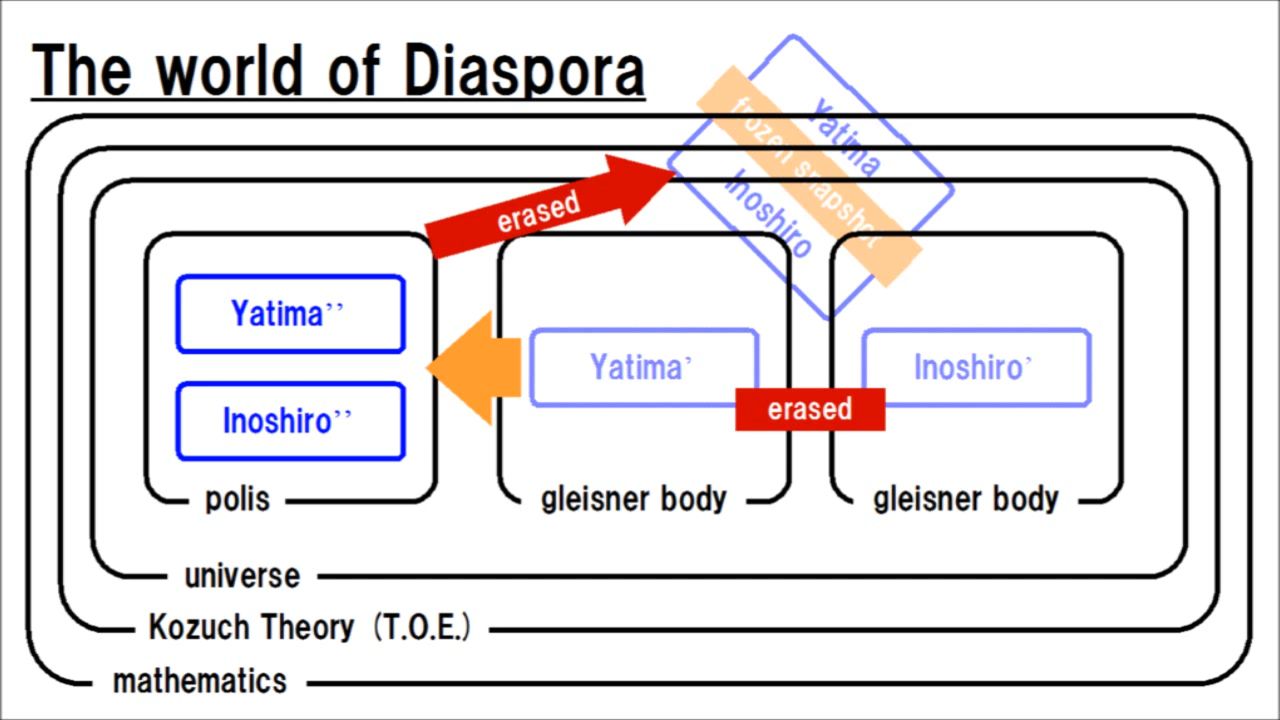 The world of Diaspora
Yatima
frozen snapshot
Inoshiro
erased
Yatima’’
Inoshiro’’
Yatima’
Inoshiro’
erased
polis
gleisner body
gleisner body
universe
Kozuch Theory (T.O.E.)
mathematics